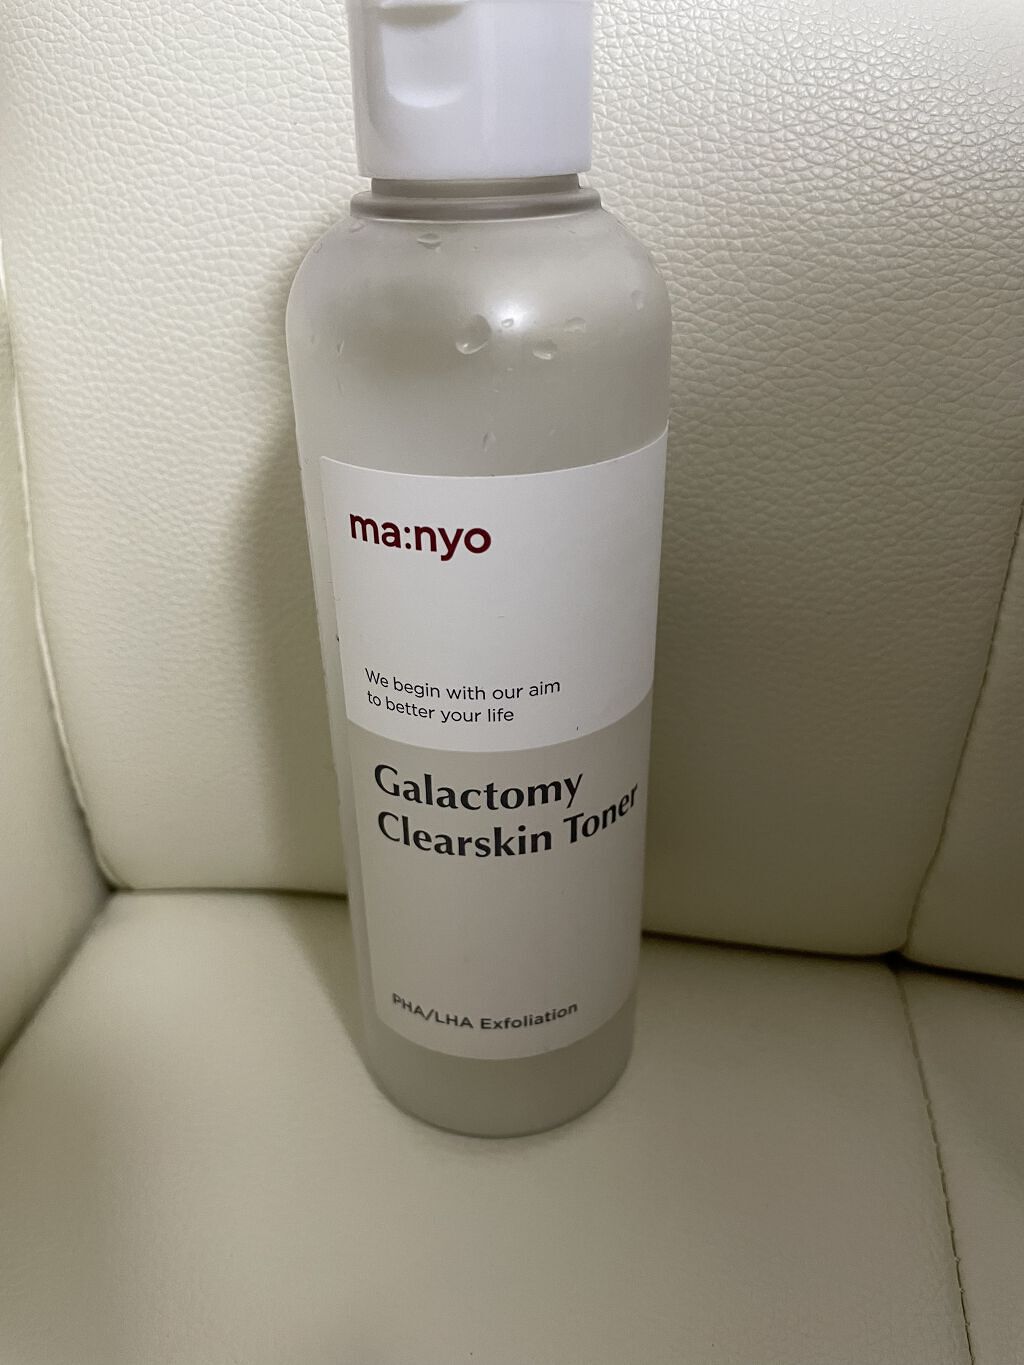 ma:nyo
We begin with our aim
to better your life
Galactomy
Clearskin Toner
PHA/LHA Exfoliation